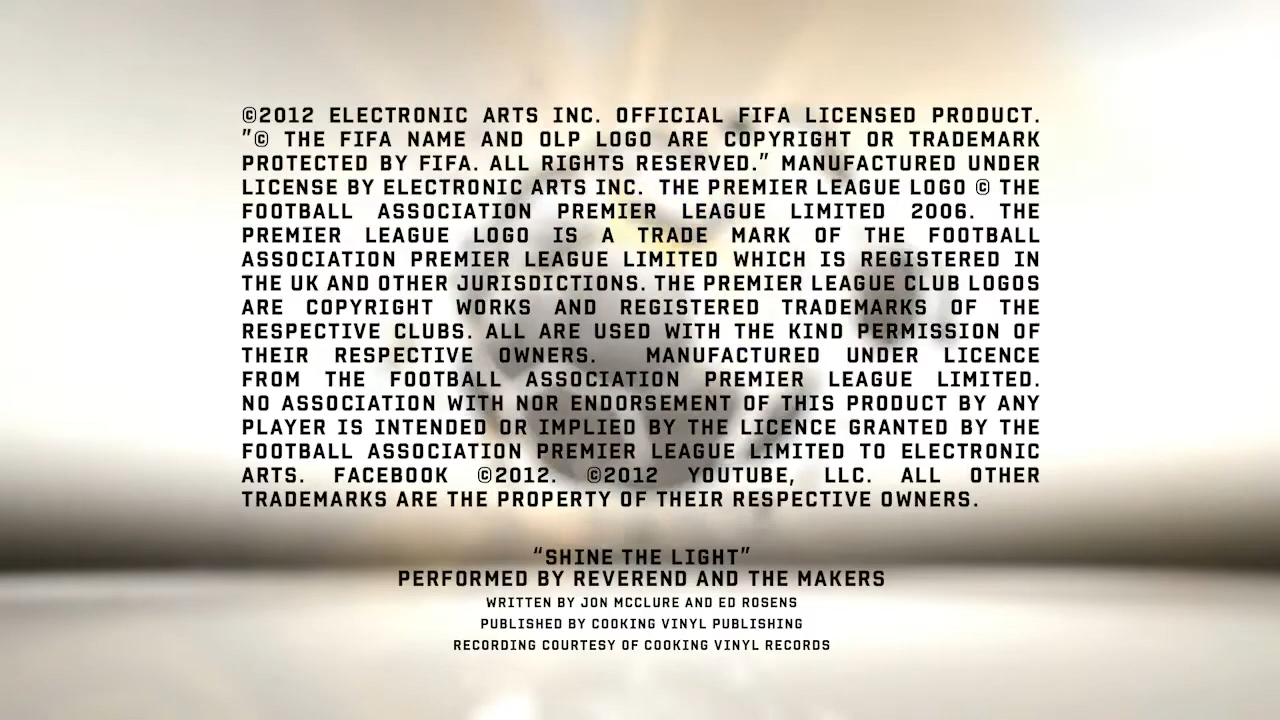 ©2012 ELECTRONIC ARTS INC. OFFICIAL FIFA LICENSED PRODUCT.
"© THE FIFA NAME AND OLP LOGO ARE COPYRIGHT OR TRADEMARK
PROTECTED BY FIFA. ALL RIGHTS RESERVED." MANUFACTURED UNDER
LICENSE BY ELECTRONIC ARTS INC. THE PREMIER LEAGUE LOGO © THE
FOOTBALL ASSOCIATION PREMIER LEAGUE LIMITED 2006. THE
PREMIER LEAGUE LOGO IS A TRADE MARK OF THE FOOTBALL
ASSOCIATION PREMIER LEAGUE LIMITED WHICH IS REGISTERED IN
THE UK AND OTHER JURISDICTIONS. THE PREMIER LEAGUE CLUB LOGOS
ARE COPYRIGHT WORKS AND REGISTERED TRADEMARKS OF THE
RESPECTIVE CLUBS. ALL ARE USED WITH THE KIND PERMISSION OF
THEIR RESPECTIVE OWNERS. MANUFACTURED UNDER LICENCE
FROM THE FOOTBALL ASSOCIATION PREMIER LEAGUE LIMITED.
NO ASSOCIATION WITH NOR ENDORSEMENT OF THIS PRODUCT BY ANY
PLAYER IS INTENDED OR IMPLIED BY THE LICENCE GRANTED BY THE
FOOTBALL ASSOCIATION PREMIER LEAGUE LIMITED TO ELECTRONIC
ARTS. FACEBOOK ©2012. ©2012 YOUTUBE, LLC. ALL OTHER
TRADEMARKS ARE THE PROPERTY OF THEIR RESPECTIVE OWNERS.
“SHINE THE LIGHT”
PERFORMED BY REVEREND AND THE MAKERS
WRITTEN BY JON MCCLURE AND ED ROSENS
PUBLISHED BY COOKING VINYL PUBLISHING
RECORDING COURTESY OF COOKING VINYL RECORDS